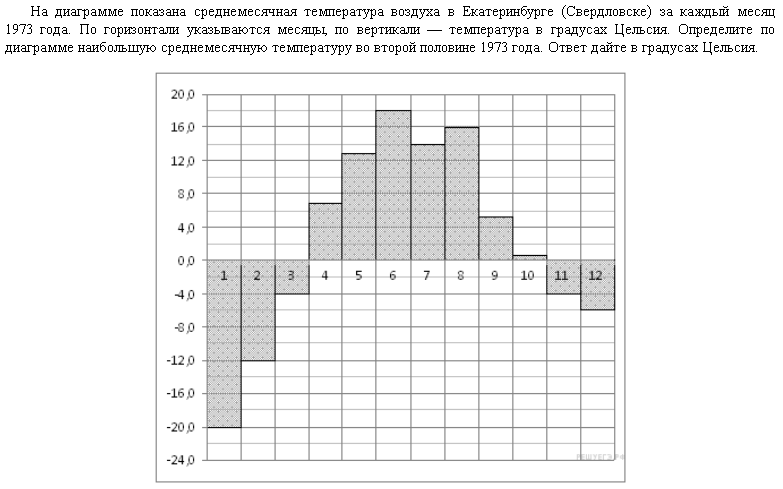 На диаграмме показана среднемесячная температура воздуха в Екатеринбурге (Свердловске) за каждый месяц
1973 года. По горизонтали указываются месяцы, по вертикали — температура в градусах Цельсия. Определите по
диаграмме наибольшую среднемесячную температуру во второй половине 1973 года. Ответ дайте в градусах Цельсия.
20,0
16,0
12,0
8,0
4,0
0,0
1 2 3 4 5 6 7 8 9 10 11 12
-4,0
-8,0
-12,0
-16,0
-20,0
-24,0
РЕШУЕГЭ.РФ